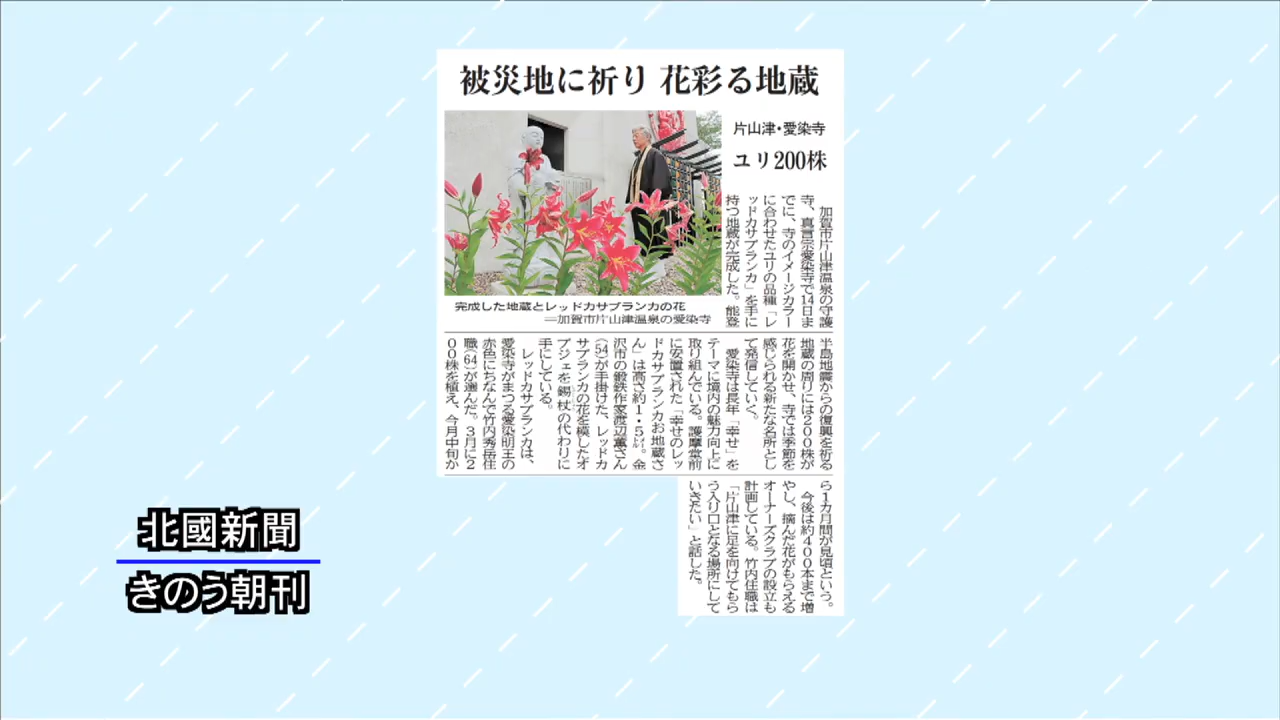 被災地に祈り 花彩る地蔵
片山津・愛染寺
ユリ200株
完成した地蔵とレッドカサブランカの花
=加賀市片山津温泉の愛染寺
加賀市片山津温泉の守護
寺、真言宗愛染寺で14日ま
でに、寺のイメージカラー
に合わせたユリの品種「レ
ッドカサブランカ」を手に
持つ地蔵が完成した。能登
半島地震からの復興を祈る
地蔵の周りには200株が
花を開かせ、寺では季節を
感じられる新たな名所とし
て発信していく。
愛染寺は長年「幸せ」を
テーマに境内の魅力向上に
取り組んでいる。護摩堂前
に安置された「幸せのレッ
ドカサブランカお地蔵さ
ん」は高さ約1・5㍍。金
沢市の鍛鉄作家渡辺薫さん
(54)が手掛けた、レッドカ
サブランカの花を模したオ
ブジェを錫杖の代わりに
手にしている。
レッドカサブランカは、
愛染寺がまつる愛染明王の
赤色にちなんで竹内秀岳住
職(64)が選んだ。3月に2
00株を植え、今月中旬か
ら1カ月間が見頃という。
今後は約400本まで増
やし、摘んだ花がもらえる
オーナーズクラブの設立も
計画している。竹内住職は
「片山津に足を向けてもら
う入り口となる場所にして
いきたい」と話した。
北國新聞
きのう朝刊